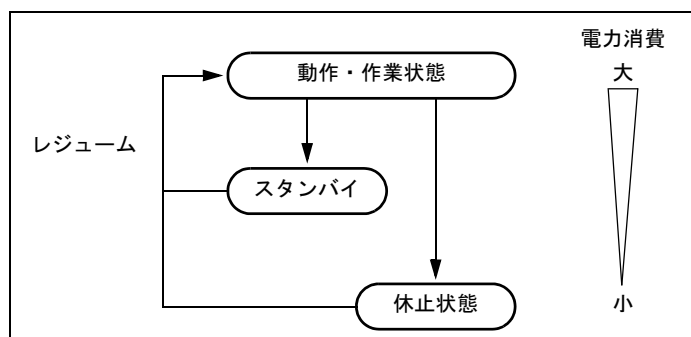 電力消費
動作・作業状態
大
レジューム
スタンバイ
休止状態
小